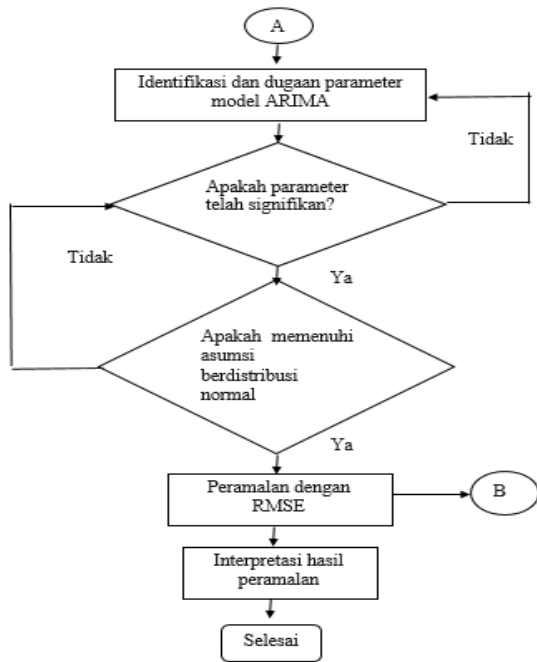 A
Identifikasi dan dugaan parameter
model ARIMA
Tidak
Apakah parameter
telah signifikan?
Tidak
Ya
Apakah memenuhi
asumsi
berdistribusi
normal
Ya
Peramalan dengan
RMSE
B
Interpretasi hasil
peramalan
Selesai